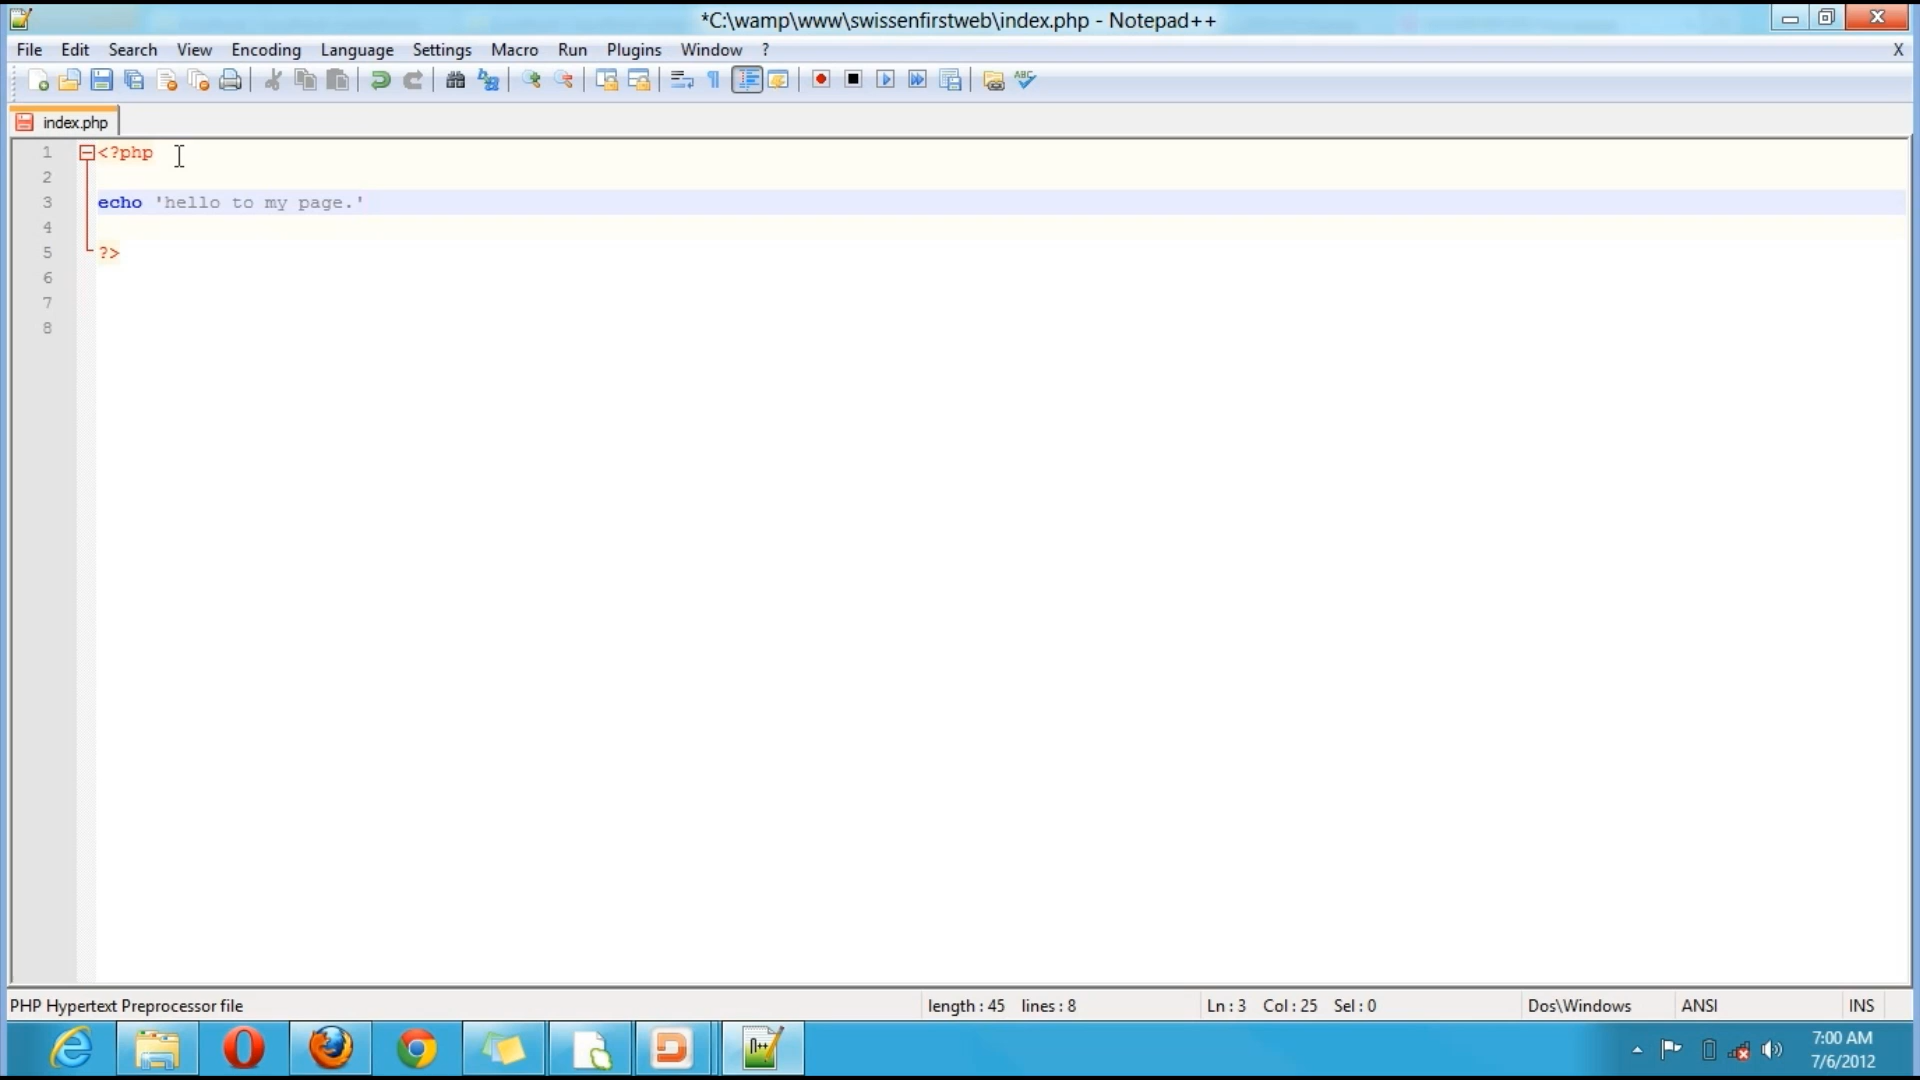 *C:\wamp\www\swissenfirstweb\index.php - Notepad++
File Edit Search View Encoding Language Settings Macro Run Plugins Window ? X
ABC
index.php
1 <?php
2
3 echo 'hello to my page.'
4
5 ?>
6
7
8
PHP Hypertext Preprocessor file length : 45 lines : 8 Ln : 3 Col : 25 Sel : 0 Dos\Windows ANSI INS
n++
7:00 AM
7/6/2012